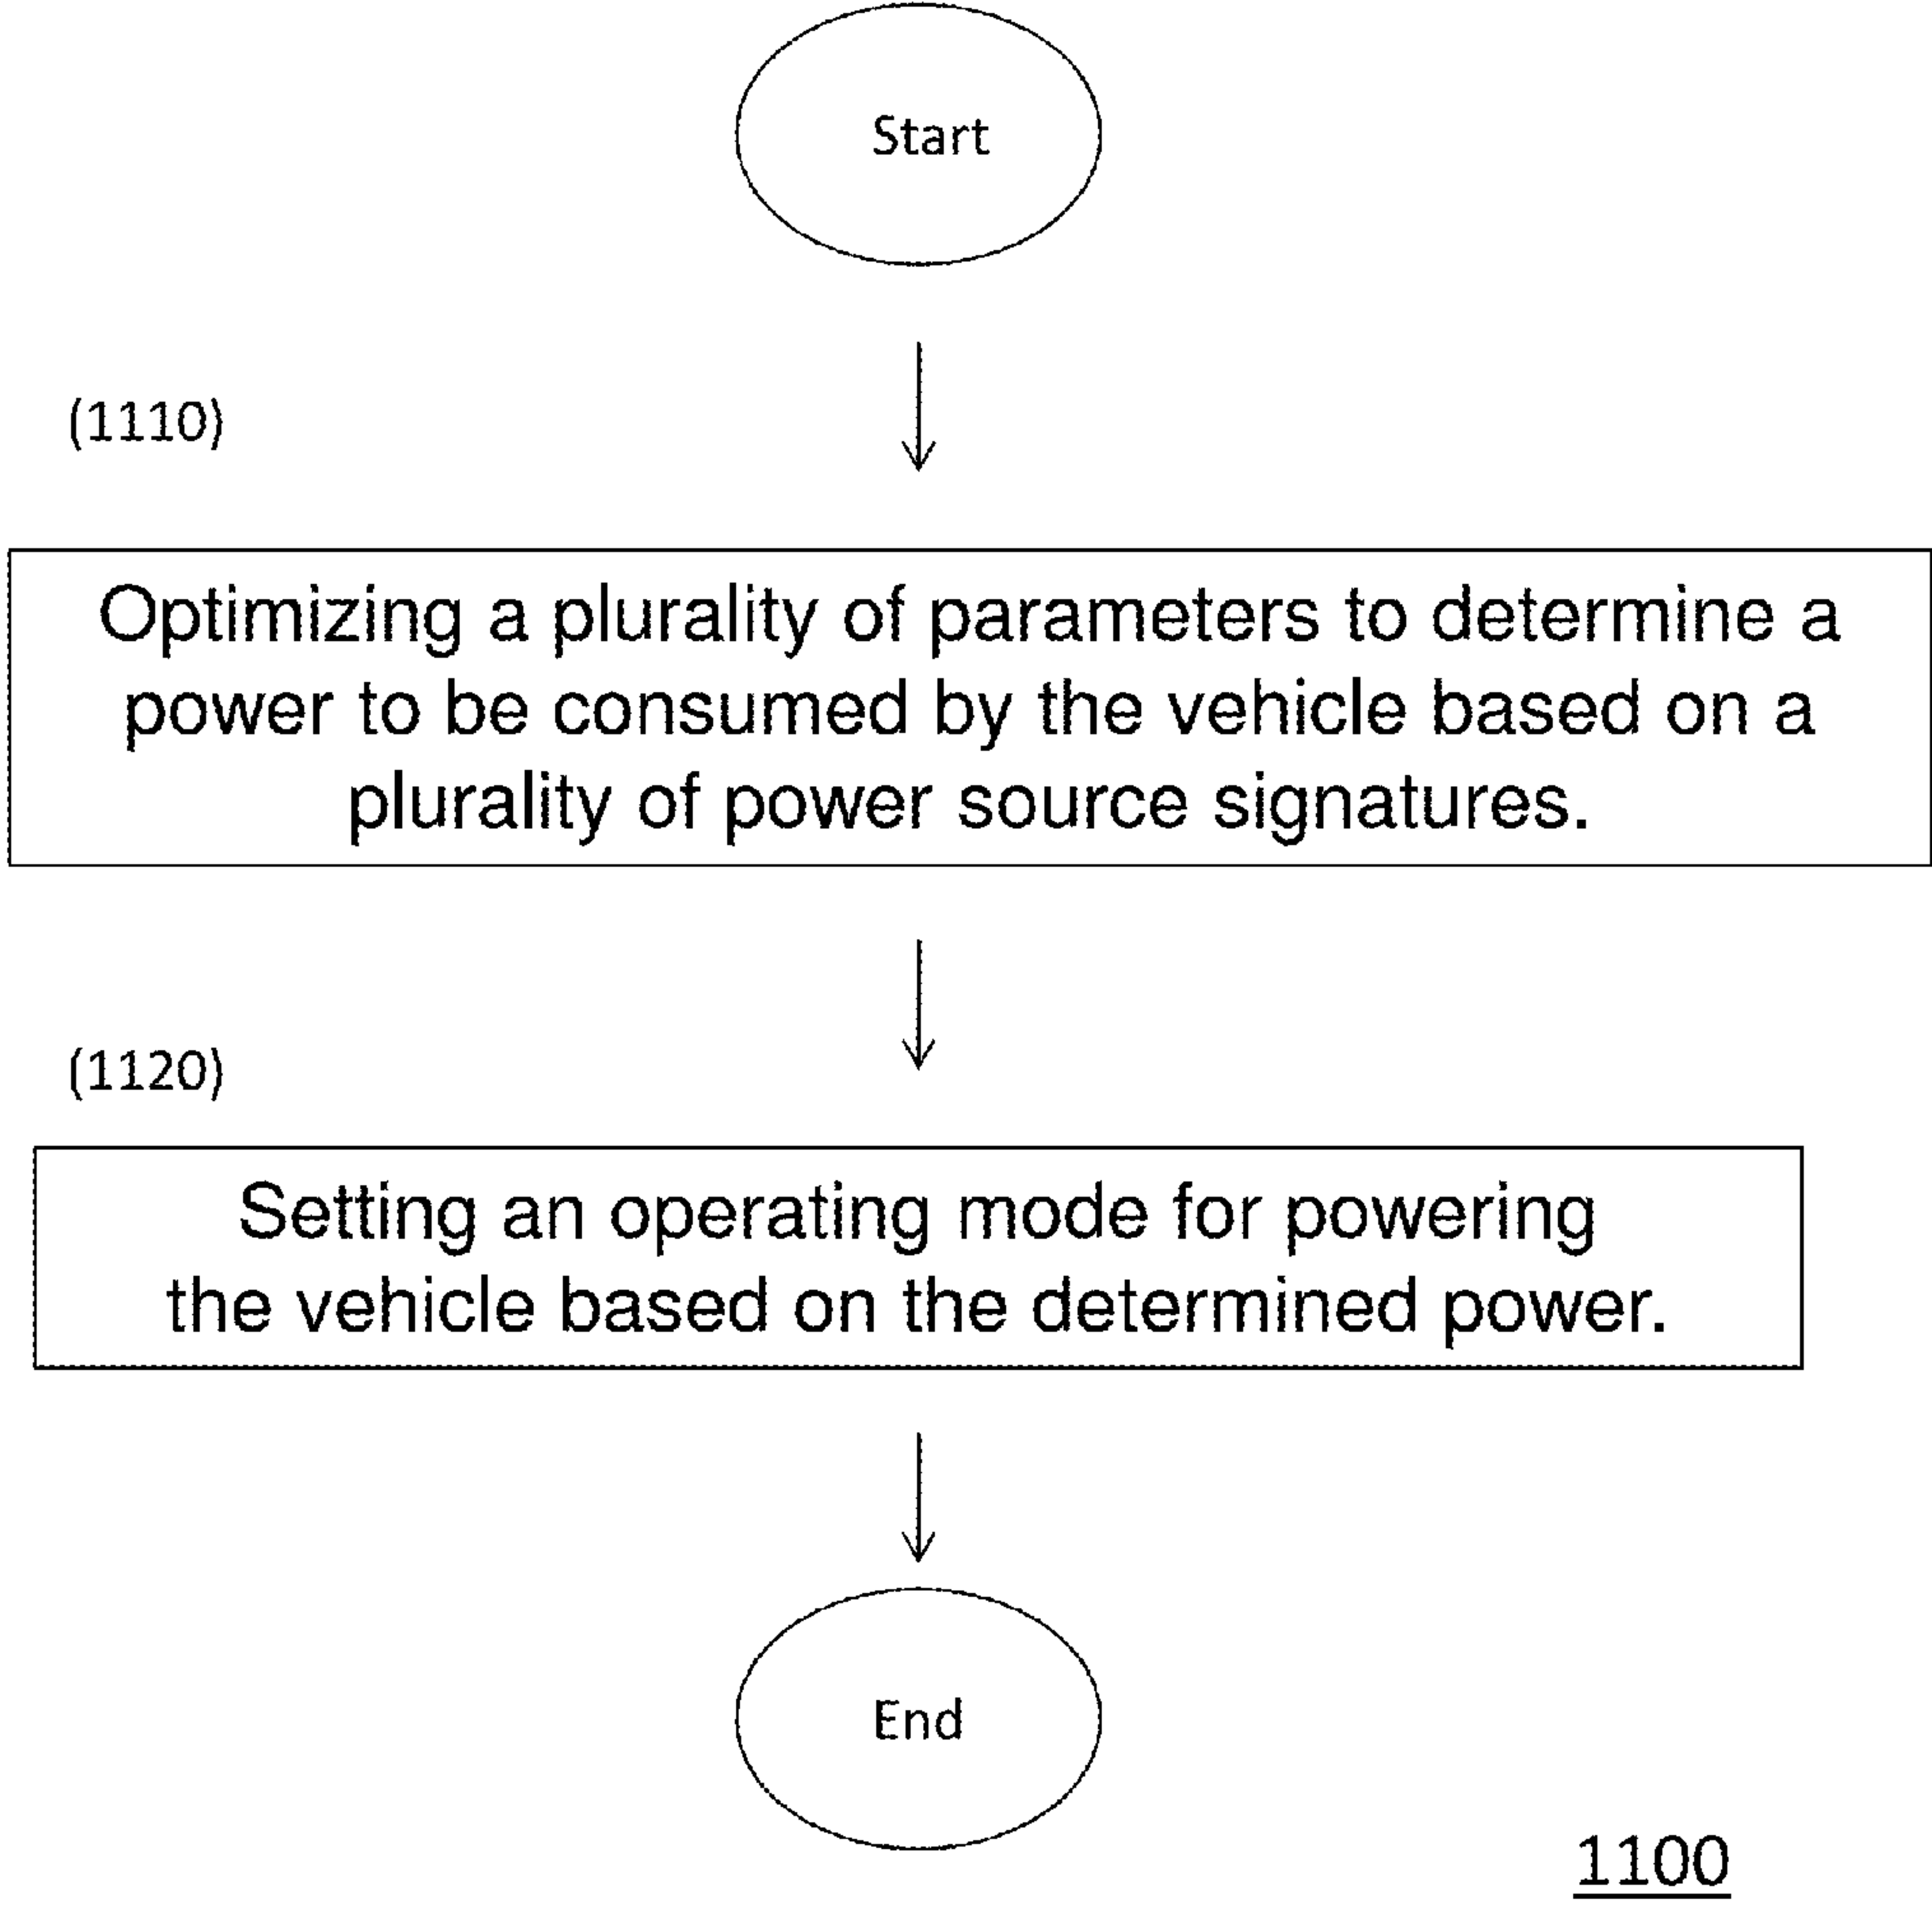 Start
(1110)
Optimizing a plurality of parameters to determine a
power to be consumed by the vehicle based on a
plurality of power source signatures.
(1120)
Setting an operating mode for powering
the vehicle based on the determined power.
End
1100